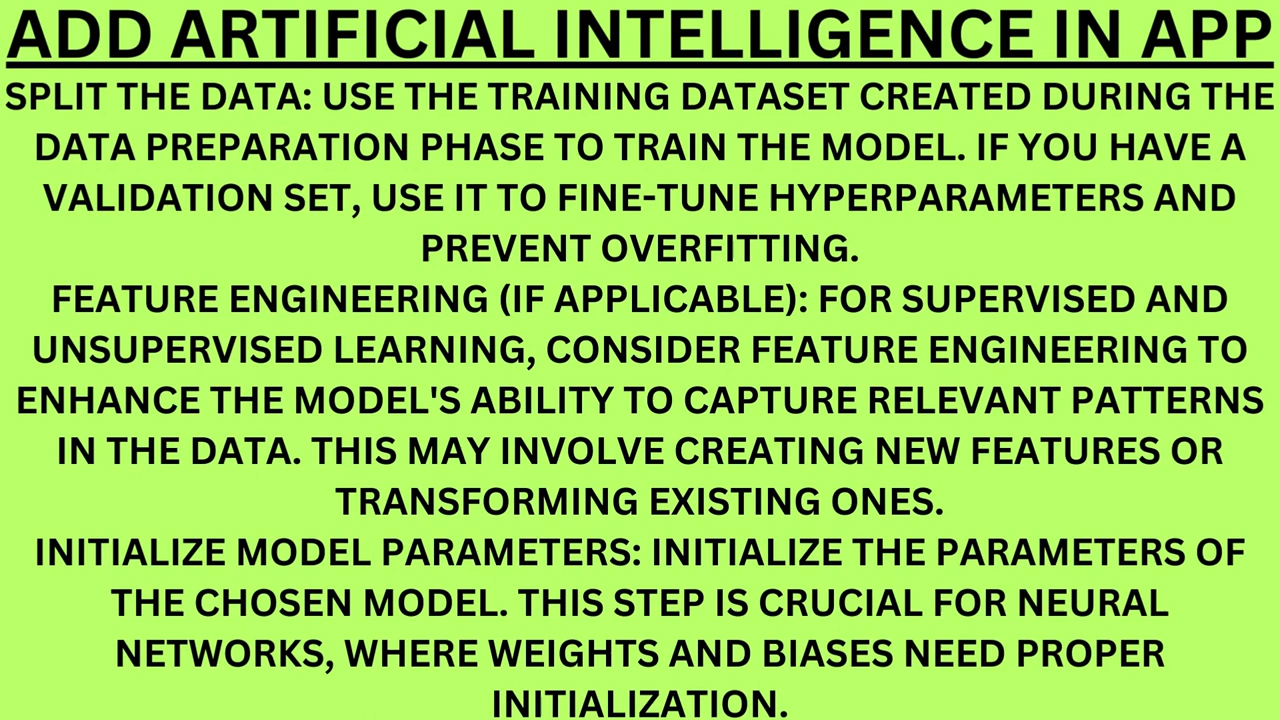 ADD ARTIFICIAL INTELLIGENCE IN APP
SPLIT THE DATA: USE THE TRAINING DATASET CREATED DURING THE
DATA PREPARATION PHASE TO TRAIN THE MODEL. IF YOU HAVE A
VALIDATION SET, USE IT TO FINE-TUNE HYPERPARAMETERS AND
PREVENT OVERFITTING.
FEATURE ENGINEERING (IF APPLICABLE): FOR SUPERVISED AND
UNSUPERVISED LEARNING, CONSIDER FEATURE ENGINEERING TO
ENHANCE THE MODEL'S ABILITY TO CAPTURE RELEVANT PATTERNS
IN THE DATA. THIS MAY INVOLVE CREATING NEW FEATURES OR
TRANSFORMING EXISTING ONES.
INITIALIZE MODEL PARAMETERS: INITIALIZE THE PARAMETERS OF
THE CHOSEN MODEL. THIS STEP IS CRUCIAL FOR NEURAL
NETWORKS, WHERE WEIGHTS AND BIASES NEED PROPER
INITIALIZATION.